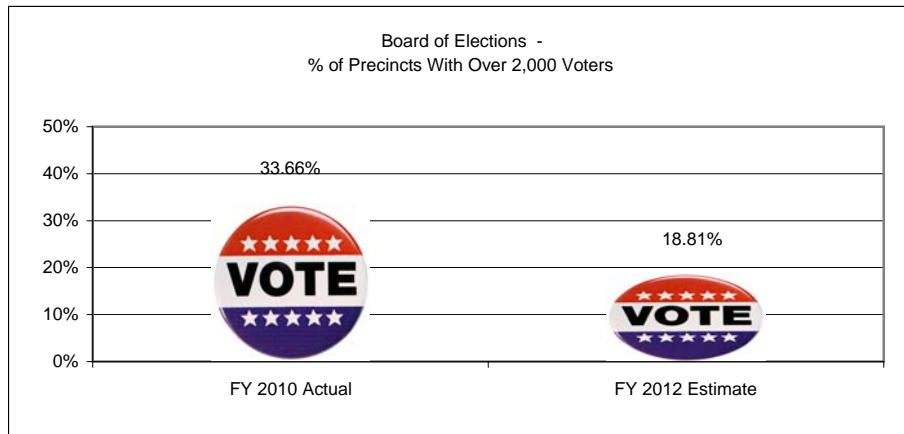 Board of Elections -
% of Precincts With Over 2,000 Voters
50%
40%
30%
20%
10%
0%
33.66%
18.81%
VOTE
VOTE
FY 2010 Actual
FY 2012 Estimate